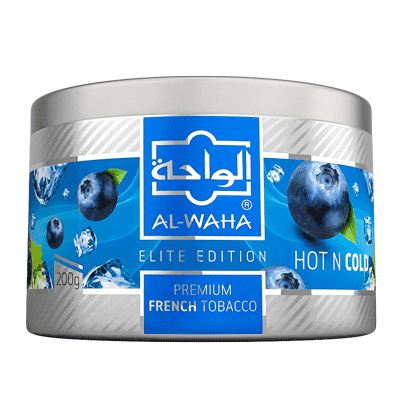 الواحة
®
AL-WAHA
ELITE EDITION
HOT N COLD
200g
PREMIUM
FRENCH TOBACCO